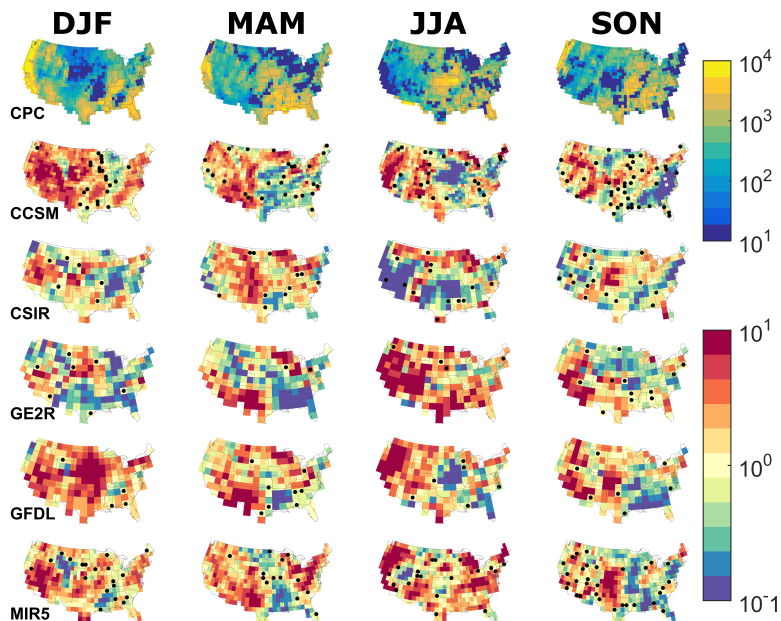 DJF MAM JJA SON
CPC
CCSM
CSIR
GE2R
GFDL
MIR5
10^4
10^3
10^2
10^1
10^1
10^0
10^-1